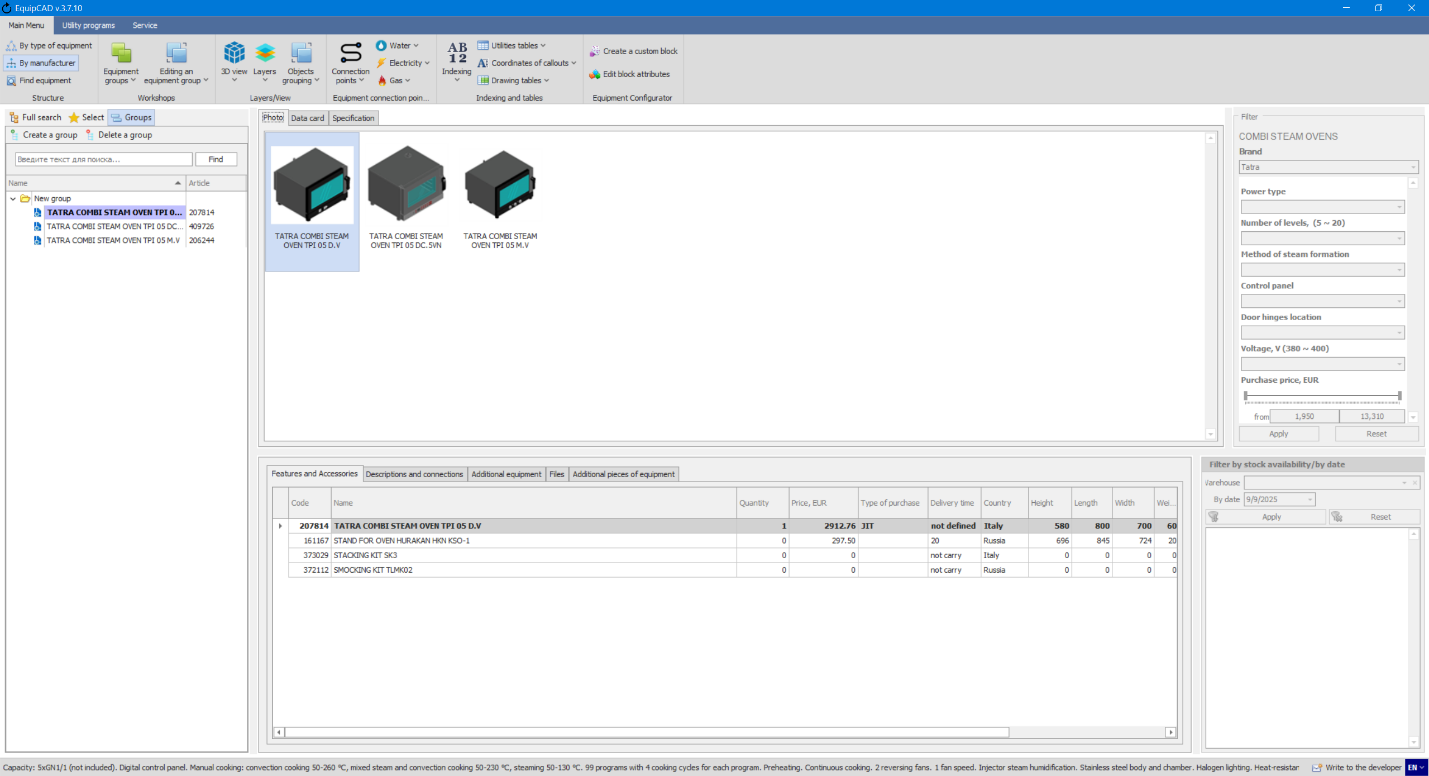 EquipCAD v.3.7.10
Main Menu Utility programs Service
By type of equipment
By manufacturer
Find equipment
Structure
Equipment groups
Editing an equipment group
Workshops
3D view
Layers
Objects grouping
Layers/View
Connection points
Water
Electricity
Gas
Equipment connection poin...
AB
12
Indexing
Utilities tables
Coordinates of callouts
Drawing tables
Indexing and tables
Create a custom block
Edit block attributes
Equipment Configurator
Full search Select Groups
Create a group Delete a group
Введите текст для поиска... Find
Name Article
New group
TATRA COMBI STEAM OVEN TPI 0... 207814
TATRA COMBI STEAM OVEN TPI 05 DC... 409726
TATRA COMBI STEAM OVEN TPI 05 M.V 206244
Photo Data card Specification
TATRA COMBI STEAM
OVEN TPI 05 D.V
TATRA COMBI STEAM
OVEN TPI 05 DC.5VN
TATRA COMBI STEAM
OVEN TPI 05 M.V
Filter
COMBI STEAM OVENS
Brand
Tatra
Power type
Number of levels, (5 ~ 20)
Method of steam formation
Control panel
Door hinges location
Voltage, V (380 ~ 400)
Purchase price, EUR
from 1,950 13,310
Apply Reset
Features and Accessories Descriptions and connections Additional equipment Files Additional pieces of equipment
Code Name Quantity Price, EUR Type of purchase Delivery time Country Height Length Width Wei...
207814 TATRA COMBI STEAM OVEN TPI 05 D.V 1 2912.76 JIT not defined Italy 580 800 700 60
161167 STAND FOR OVEN HURAKAN HKN KSO-1 0 297.50 20 Russia 696 845 724 20
373029 STACKING KIT SK3 0 0 not carry Italy 0 0 0 0
372112 SMOCKING KIT TLMK02 0 0 not carry Russia 0 0 0 0
Filter by stock availability/by date
Warehouse
By date 9/9/2025
Apply Reset
Capacity: 5xGN1/1 (not included). Digital control panel. Manual cooking: convection cooking 50-260 °C, mixed steam and convection cooking 50-230 °C, steaming 50-130 °C. 99 programs with 4 cooking cycles for each program. Preheating. Continuous cooking. 2 reversing fans. 1 fan speed. Injector steam humidification. Stainless steel body and chamber. Halogen lighting. Heat-resistar
Write to the developer EN